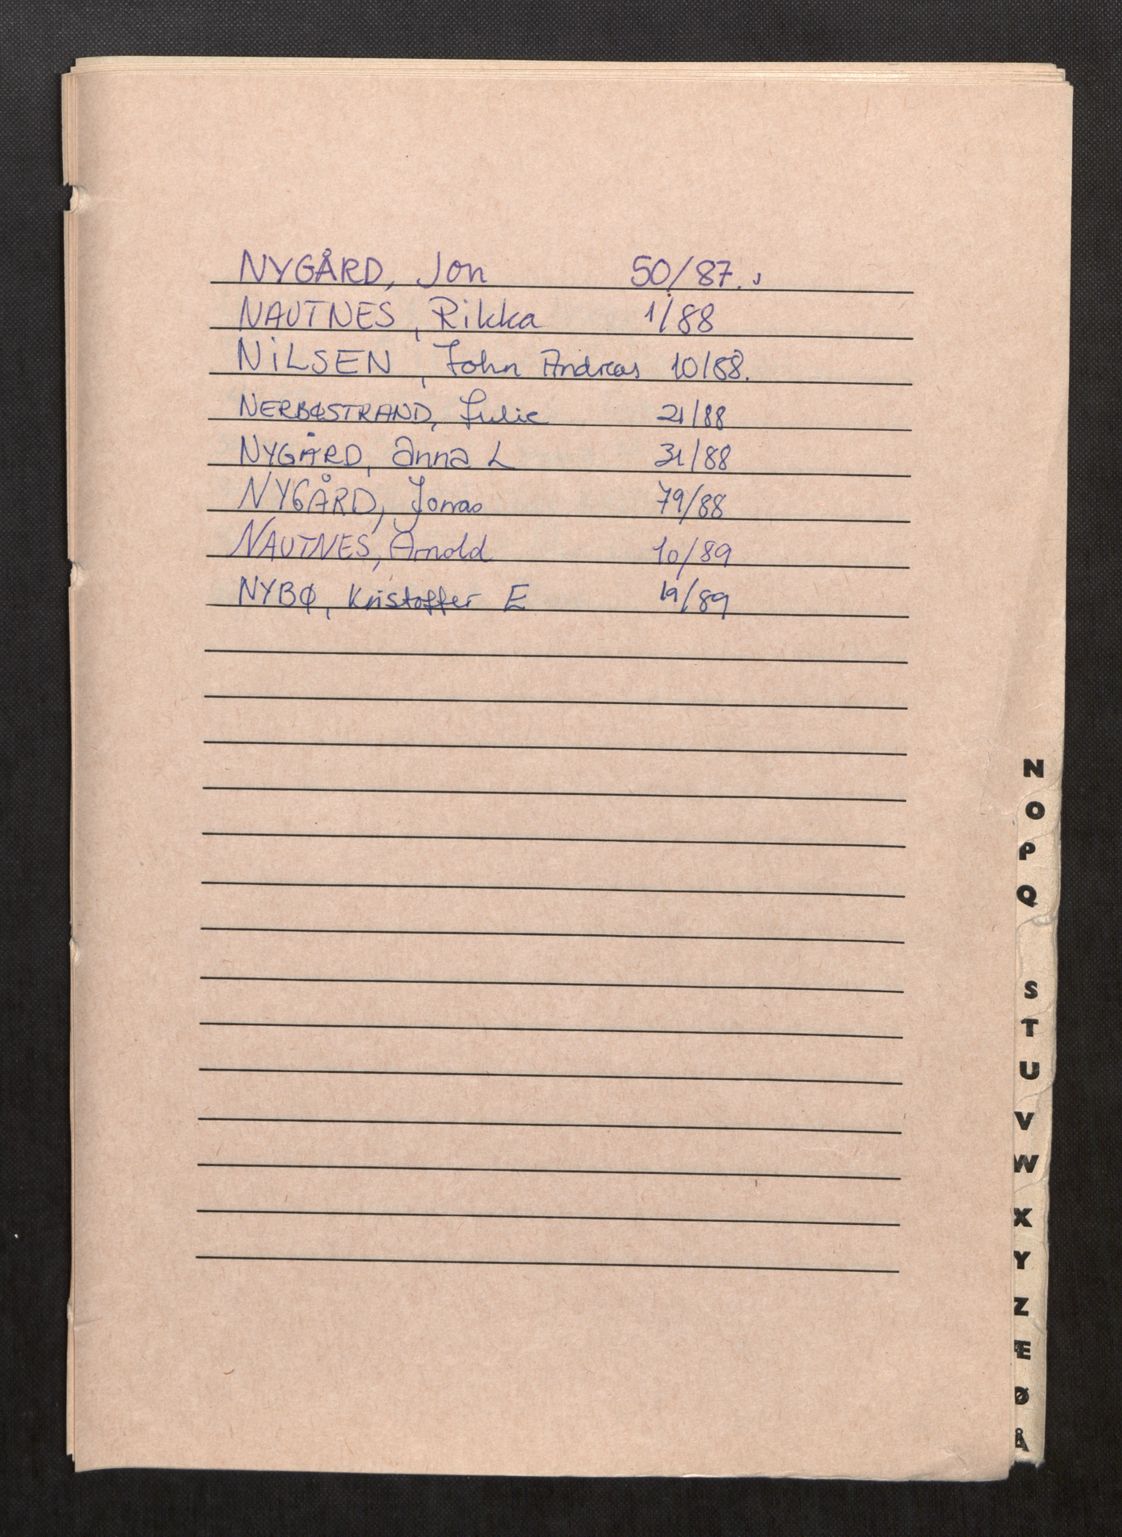 NYGÅRD, Jon 50/87.
NAUTNES, Rikka 1/88
NILSEN, John Andreas 10/88.
NERBØSTRAND, Julie 21/88
NYGÅRD, Anna L 31/88
NYGÅRD, Jonas 79/88
NAUTNES, Arnold 10/89
NYBØ, Kristoffer E 19/89
N
O
P
Q
S
T
U
V
W
X
Y
Z
Æ
Ø
Å